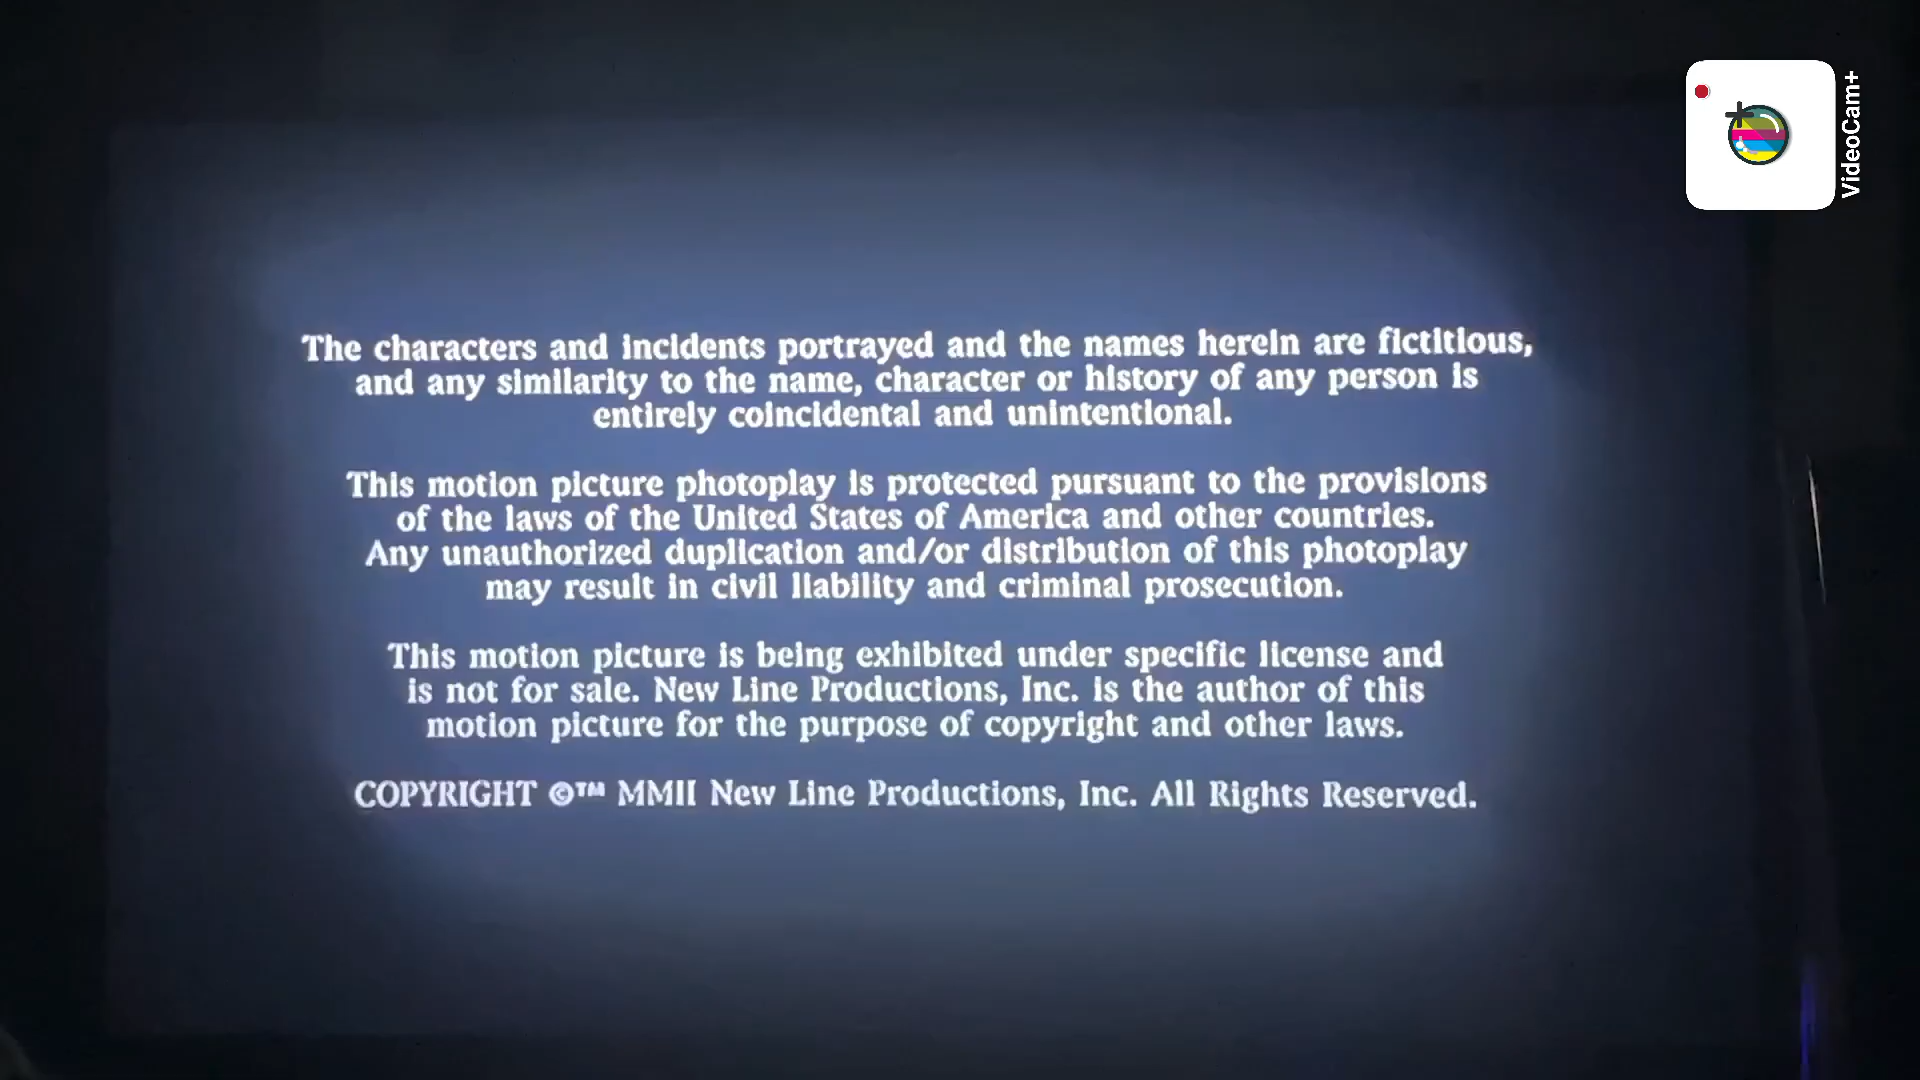 The characters and incidents portrayed and the names herein are fictitious,
and any similarity to the name, character or history of any person is
entirely coincidental and unintentional.
This motion picture photoplay is protected pursuant to the provisions
of the laws of the United States of America and other countries.
Any unauthorized duplication and/or distribution of this photoplay
may result in civil liability and criminal prosecution.
This motion picture is being exhibited under specific license and
is not for sale. New Line Productions, Inc. is the author of this
motion picture for the purpose of copyright and other laws.
COPYRIGHT ©™ MMII New Line Productions, Inc. All Rights Reserved.
VideoCam+